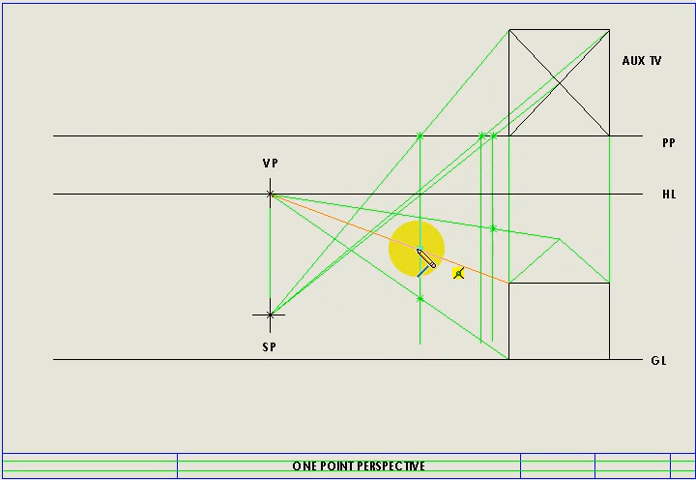 AUX TV
PP
VP
HL
SP
GL
ONE POINT PERSPECTIVE